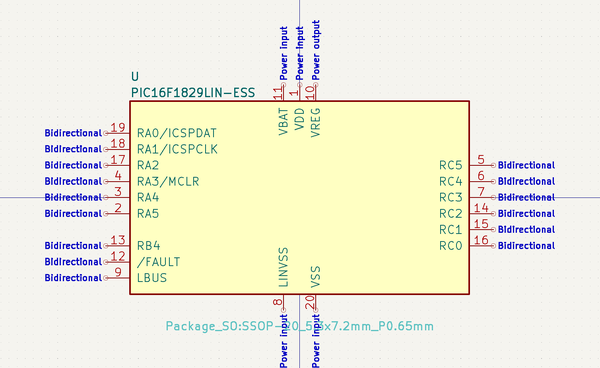 Power input
Power input
Power output
U
PIC16F1829LIN-ESS
11
1
10
VBAT
VDD
VREG
Bidirectional 19 RA0/ICSPDAT
Bidirectional 18 RA1/ICSPCLK
Bidirectional 17 RA2
RC5 5 Bidirectional
Bidirectional 4 RA3/MCLR
RC4 6 Bidirectional
Bidirectional 3 RA4
RC3 7 Bidirectional
Bidirectional 2 RA5
RC2 14 Bidirectional
RC1 15 Bidirectional
Bidirectional 13 RB4
RC0 16 Bidirectional
Bidirectional 12 /FAULT
Bidirectional 9 LBUS
LINVSS
VSS
8
20
Package_SO:SSOP-20_5.3x7.2mm_P0.65mm
Power input
Power input